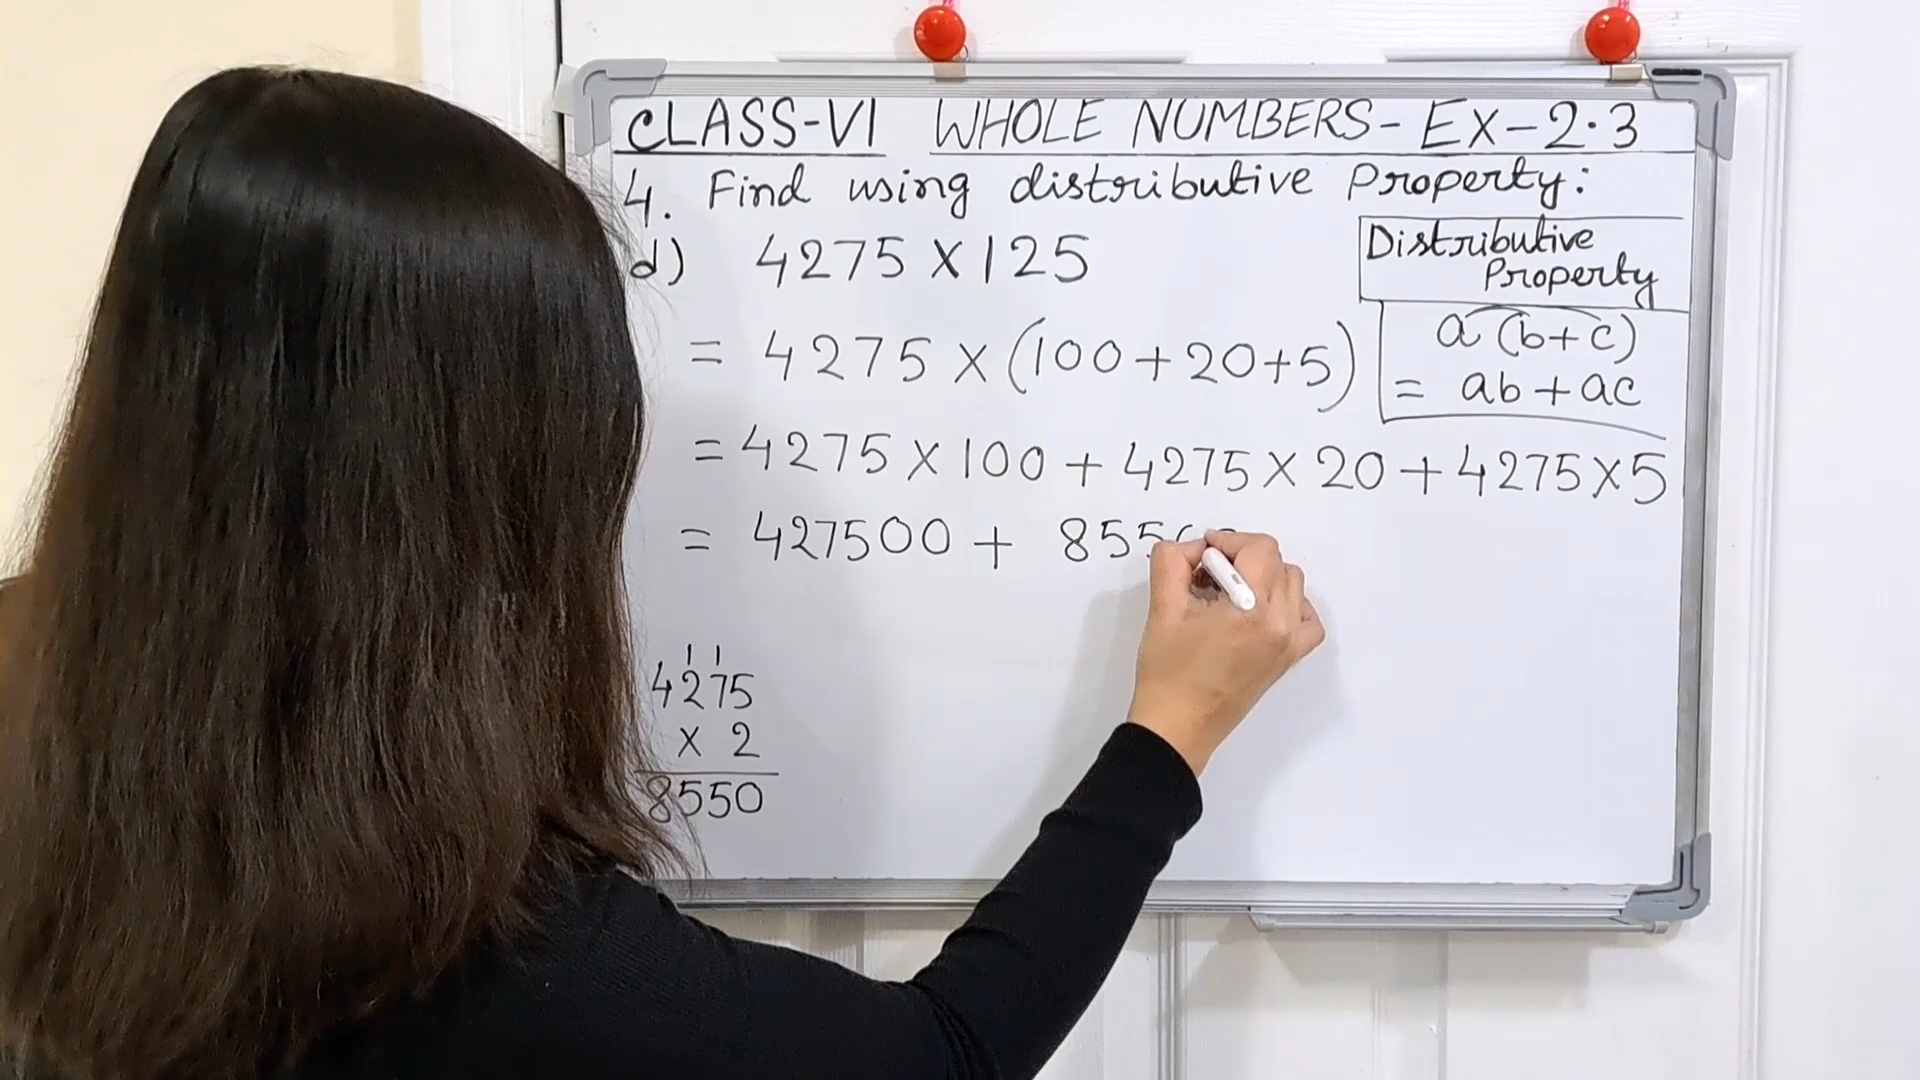 CLASS-VI WHOLE NUMBERS- EX-2.3
4. Find using distributive Property:
d) 4275 X 125
Distributive
Property
a (b+c)
= ab + ac
= 4275 X (100+20+5)
= 4275 X 100 + 4275 X 20 + 4275 X 5
= 427500 + 855
1 1
4275
X 2
8550